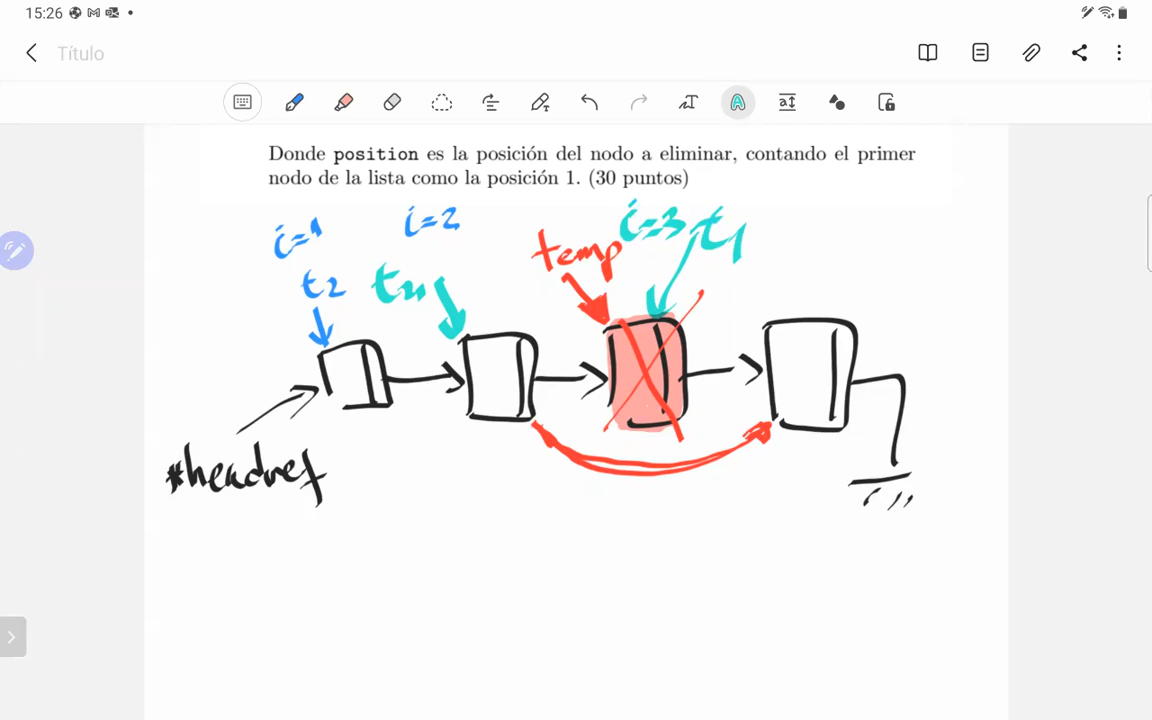 15:26
Título
Donde position es la posición del nodo a eliminar, contando el primer
nodo de la lista como la posición 1. (30 puntos)
i=1
i=2
i=3
t1
temp
t2
*headref